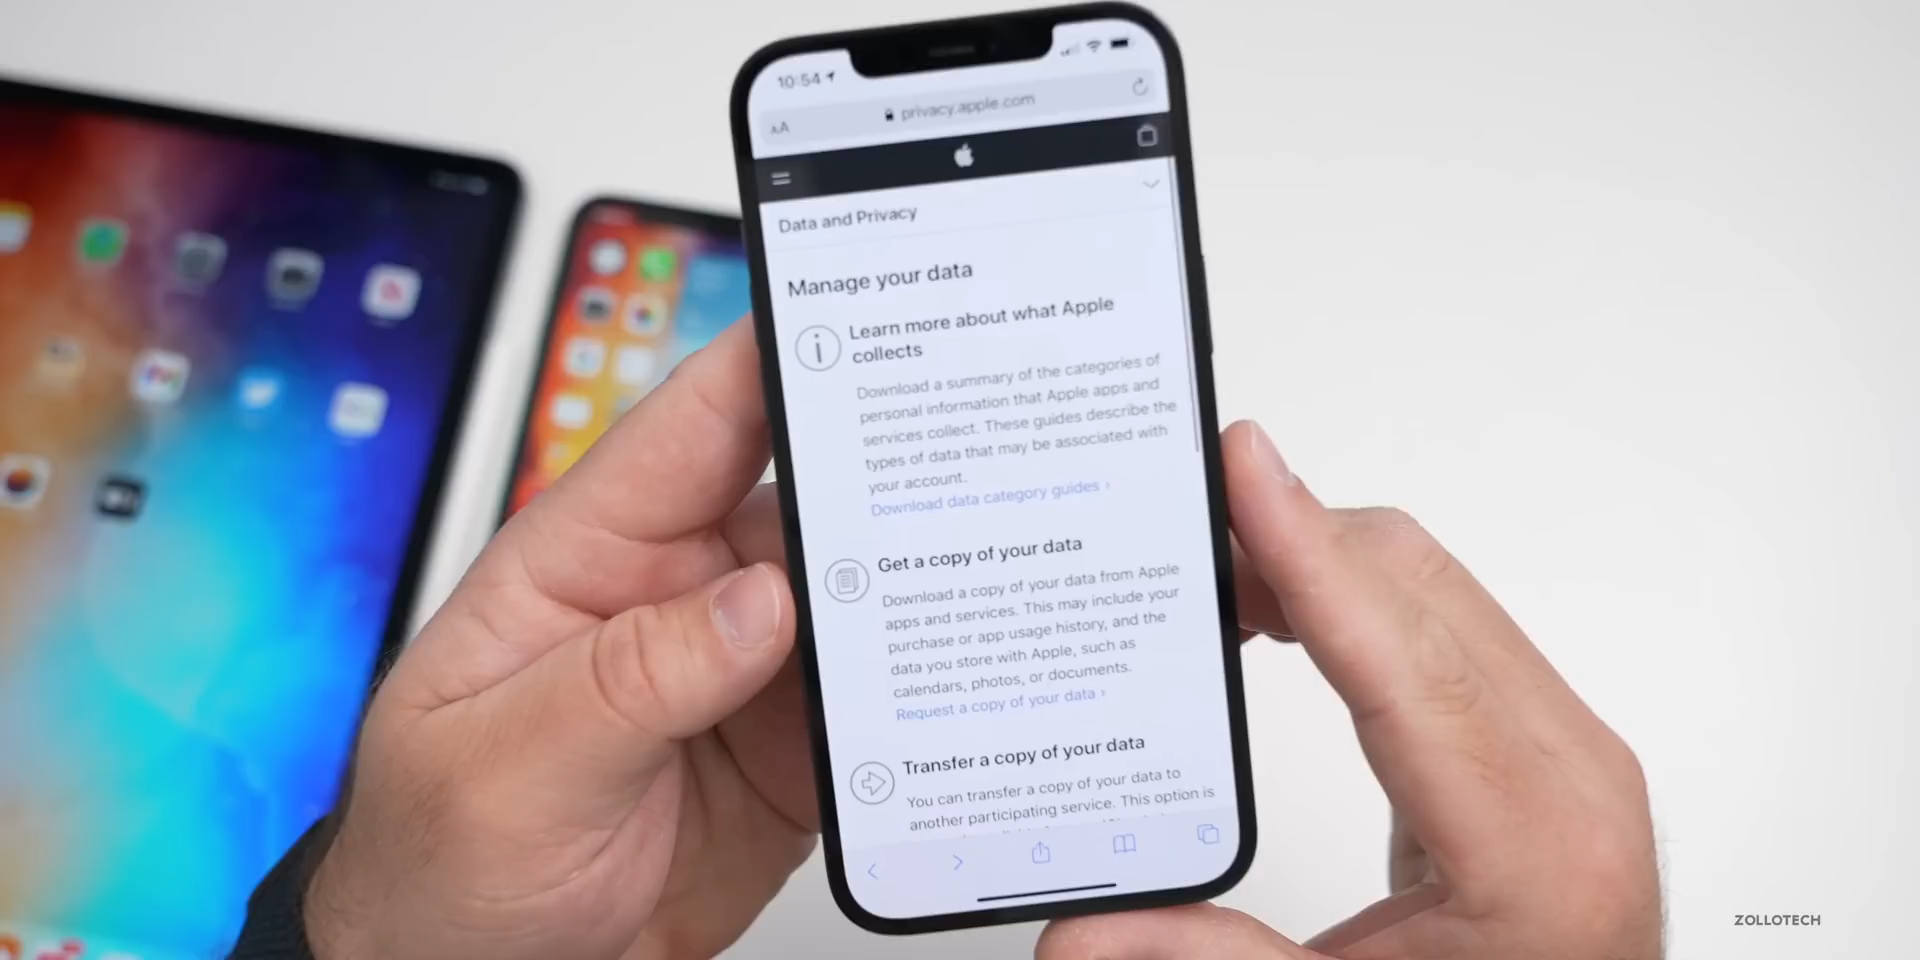 10:54
AA privacy.apple.com
Data and Privacy
Manage your data
Learn more about what Apple
collects
Download a summary of the categories of
personal information that Apple apps and
services collect. These guides describe the
types of data that may be associated with
your account.
Download data category guides ›
Get a copy of your data
Download a copy of your data from Apple
apps and services. This may include your
purchase or app usage history, and the
data you store with Apple, such as
calendars, photos, or documents.
Request a copy of your data ›
Transfer a copy of your data
You can transfer a copy of your data to
another participating service. This option is
ZOLLOTECH